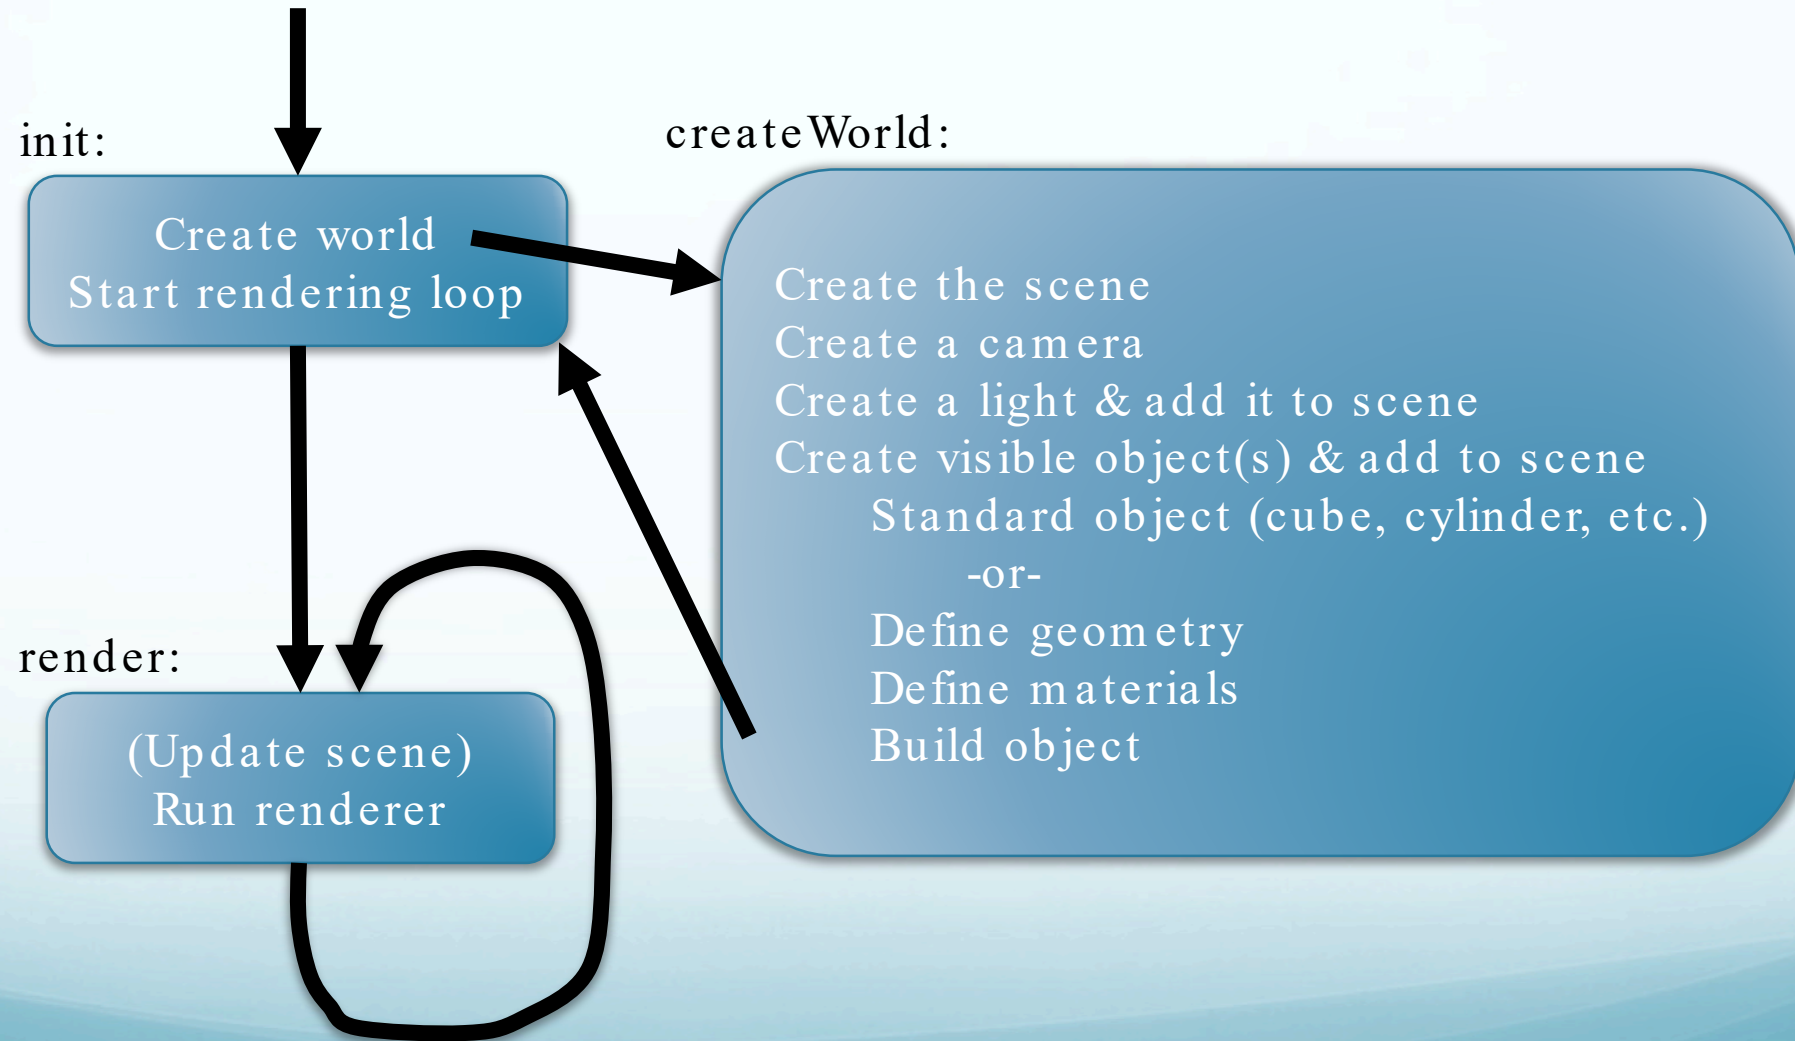 init:
Create world
Start rendering loop
createWorld:
Create the scene
Create a camera
Create a light & add it to scene
Create visible object(s) & add to scene
Standard object (cube, cylinder, etc.)
-or-
Define geometry
Define materials
Build object
render:
(Update scene)
Run renderer